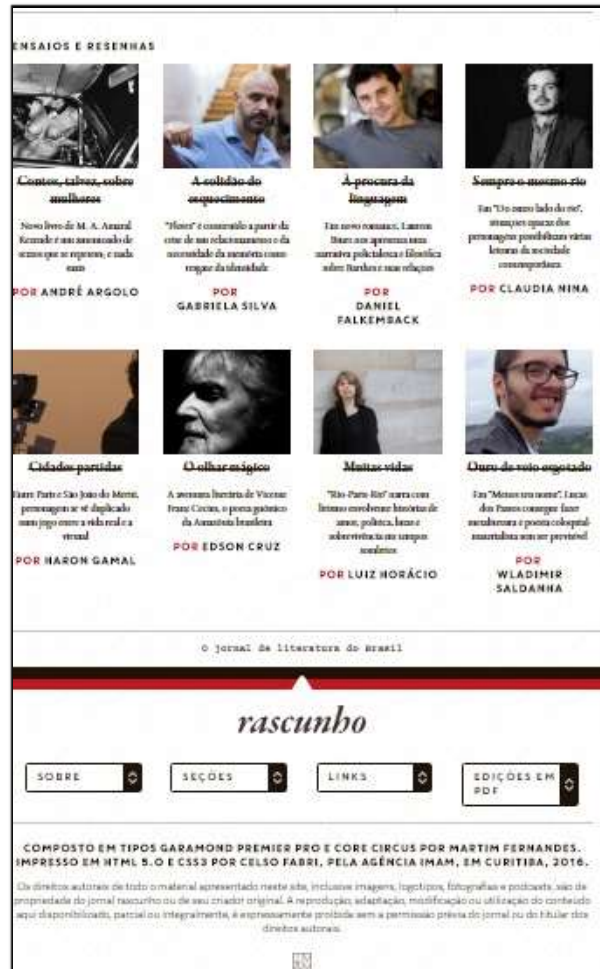 ENSAIOS E RESENHAS
Contos, talvez, sobre
mulheres
Novo livro de M. A. Amaral
Rezende é um amontoado de
textos que se repetem, e nada
mais
POR ANDRÉ ARGOLO
A solidão do
esquecimento
"Flores" é construído a partir da
crise de um relacionamento e da
necessidade da memória como
resgate da identidade
POR
GABRIELA SILVA
À procura da
linguagem
Em novo romance, Laurent
Binet nos apresenta uma
narrativa policialesca e filosófica
sobre Barthes e suas relações
POR
DANIEL
FALKEMBACK
Sempre o mesmo rio
Em "Do outro lado do rio",
situações opacas dos
personagens possibilitam várias
leituras da sociedade
contemporânea
POR CLAUDIA NINA
Cidades partidas
Entre Paris e São João do Meriti,
personagem se vê duplicado
num jogo entre a vida real e a
virtual
POR HARON GAMAL
O olhar mágico
A aventura literária de Vicente
Franz Cecim, o poeta gnómico
da Amazônia brasileira
POR EDSON CRUZ
Muitas vidas
"Rio-Paris-Rio" narra com
lirismo envolvente histórias de
amor, política, lutas e
sobrevivência em tempos
sombrios
POR LUIZ HORÁCIO
Ouro de veio esgotado
Em "Menos um nome", Lucas
dos Passos consegue fazer
metaliteratura e poesia coloquial-
materialista sem ser previsível
POR
WLADIMIR
SALDANHA
O jornal de literatura do Brasil
rascunho
SOBRE
SEÇÕES
LINKS
EDIÇÕES EM
PDF
COMPOSTO EM TIPOS GARAMOND PREMIER PRO E CORE CIRCUS POR MARTIM FERNANDES.
IMPRESSO EM HTML 5.0 E CSS3 POR CELSO FABRI, PELA AGÊNCIA IMAM, EM CURITIBA, 2016.
Os direitos autorais de todo o material apresentado neste site, inclusive imagens, logotipos, fotografias e podcasts, são de
propriedade do jornal rascunho ou de seu criador original. A reprodução, adaptação, modificação ou utilização do conteúdo
aqui disponibilizado, parcial ou integralmente, é expressamente proibida sem a permissão prévia do jornal ou do titular dos
direitos autorais.